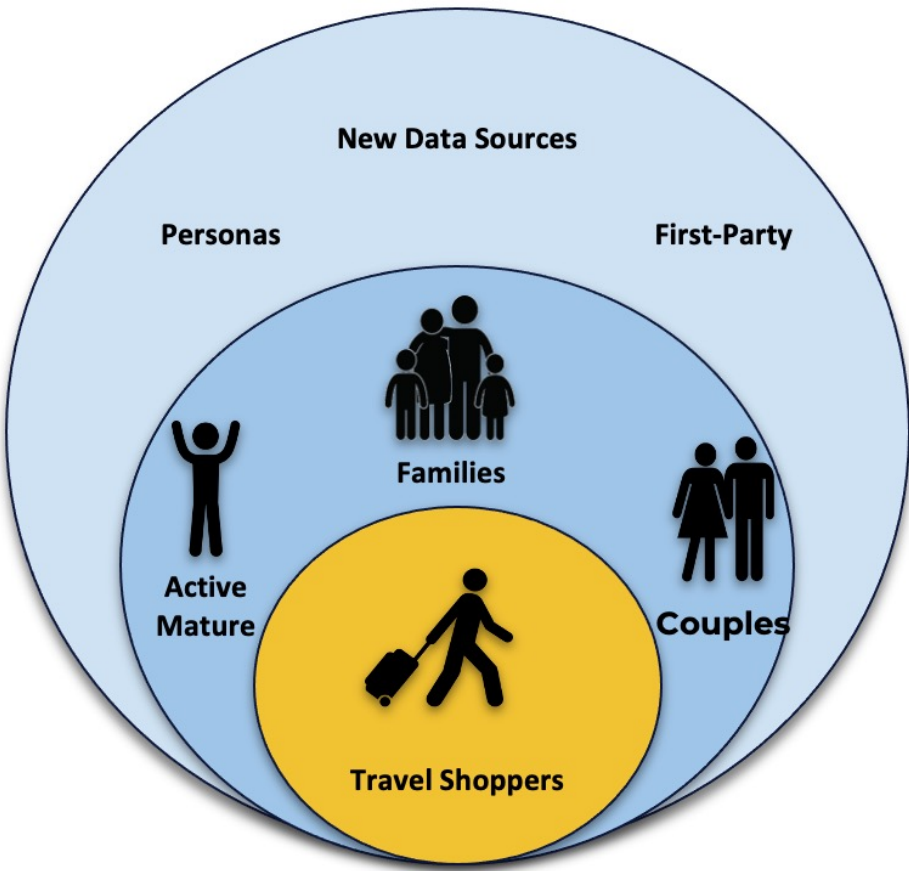 New Data Sources
Personas
First-Party
Families
Active
Mature
Couples
Travel Shoppers